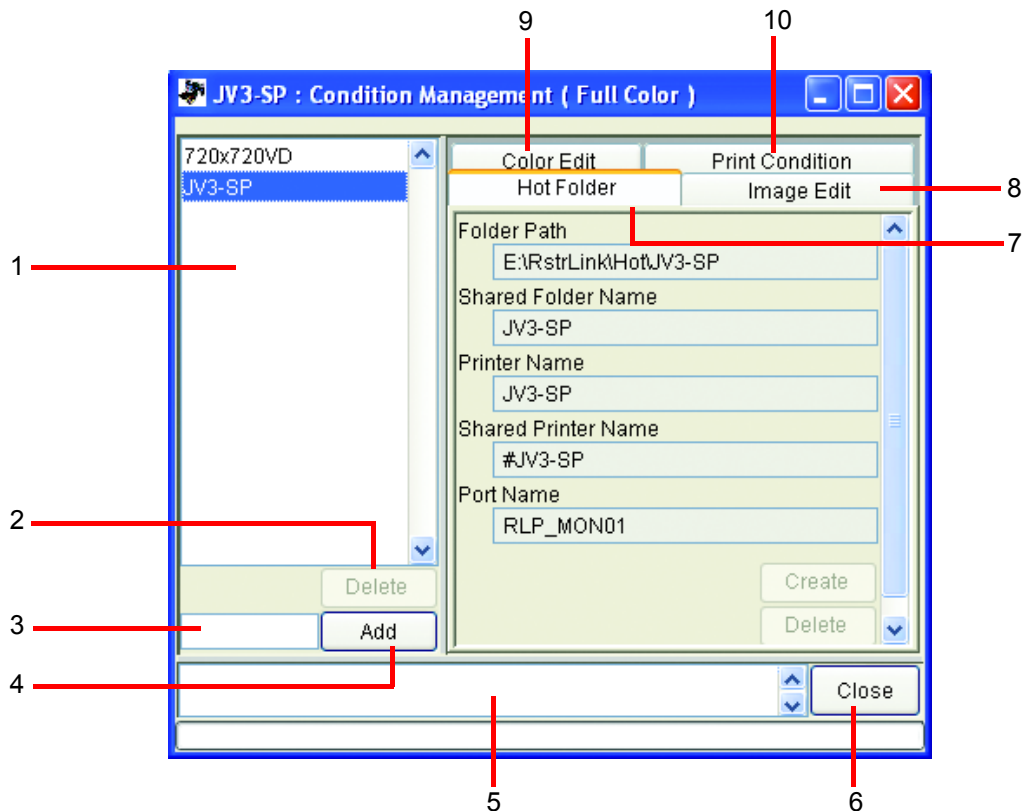 9
10
JV3-SP : Condition Management ( Full Color )
720x720VD
JV3-SP
Color Edit
Print Condition
Hot Folder
Image Edit
8
7
1
Folder Path
E:\RstrLink\Hot\JV3-SP
Shared Folder Name
JV3-SP
Printer Name
JV3-SP
Shared Printer Name
#JV3-SP
Port Name
RLP_MON01
2
Delete
Create
3
Add
Delete
4
Close
5
6